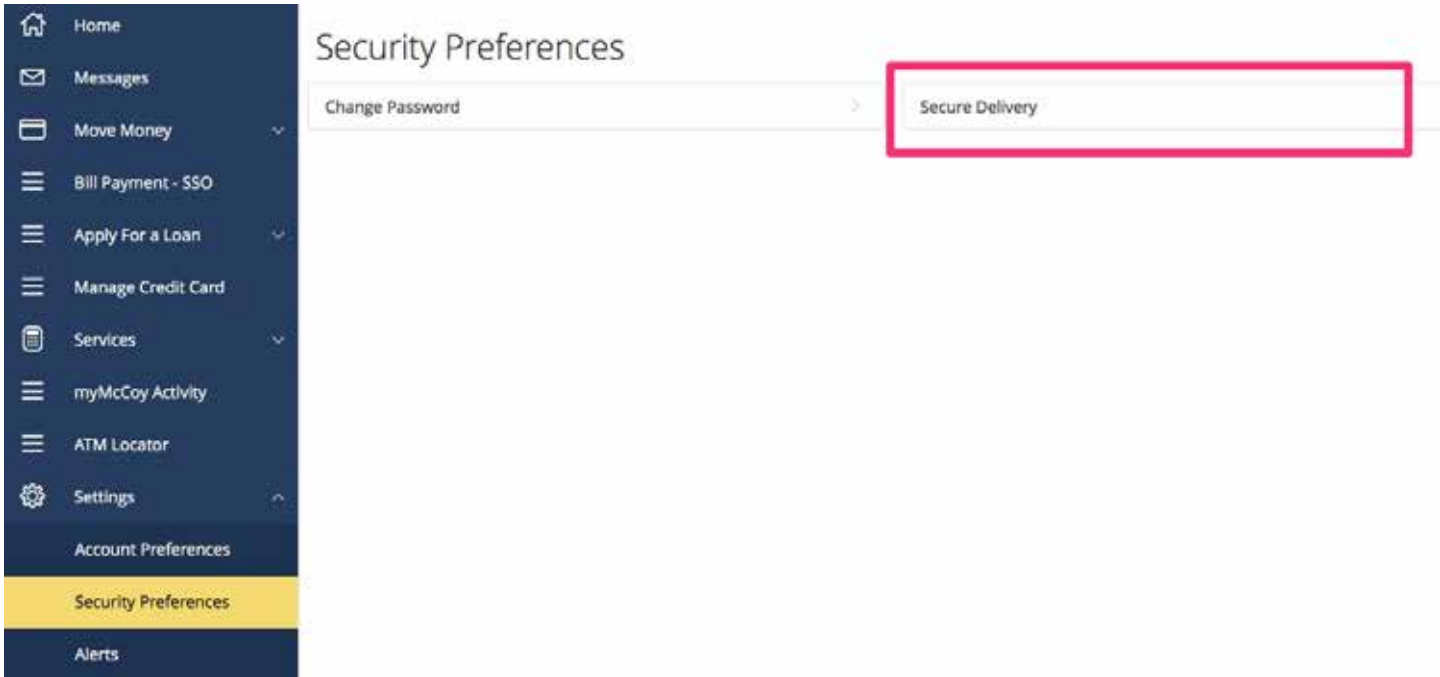 Home
Messages
Move Money
Bill Payment - SSO
Apply For a Loan
Manage Credit Card
Services
myMcCoy Activity
ATM Locator
Settings
Account Preferences
Security Preferences
Alerts
Security Preferences
Change Password
Secure Delivery